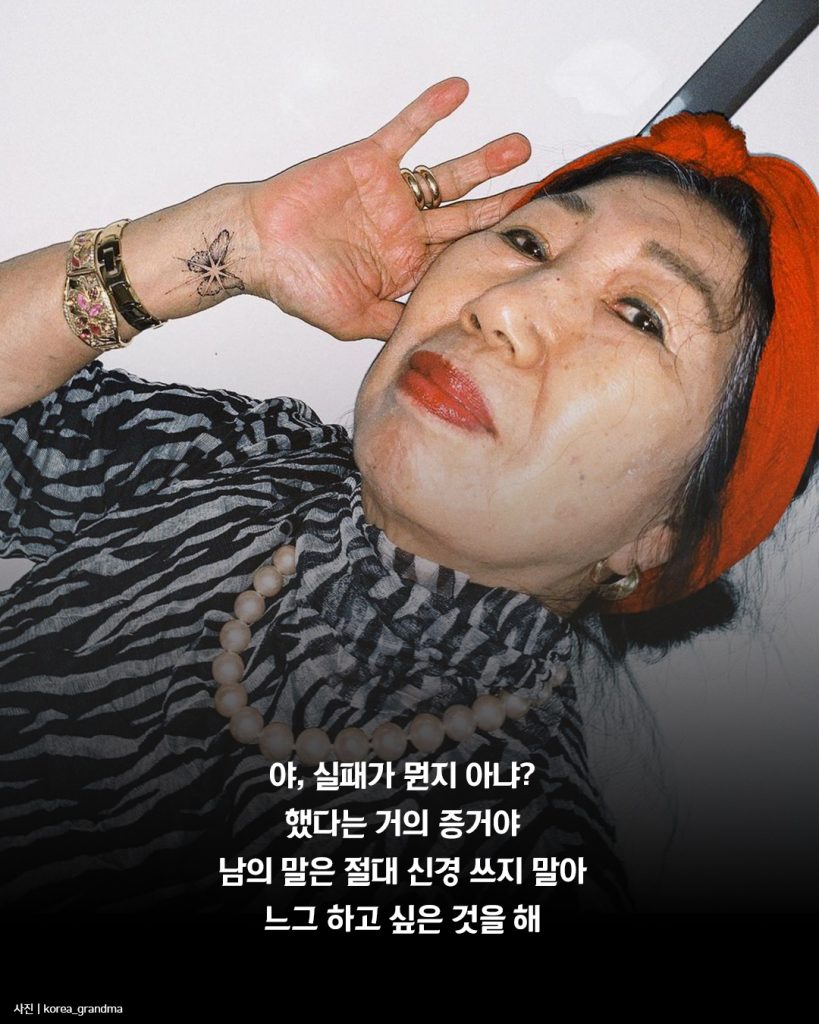 야, 실패가 뭔지 아냐?
했다는 거의 증거야
남의 말은 절대 신경 쓰지 말아
느그 하고 싶은 것을 해
사진 | korea_grandma